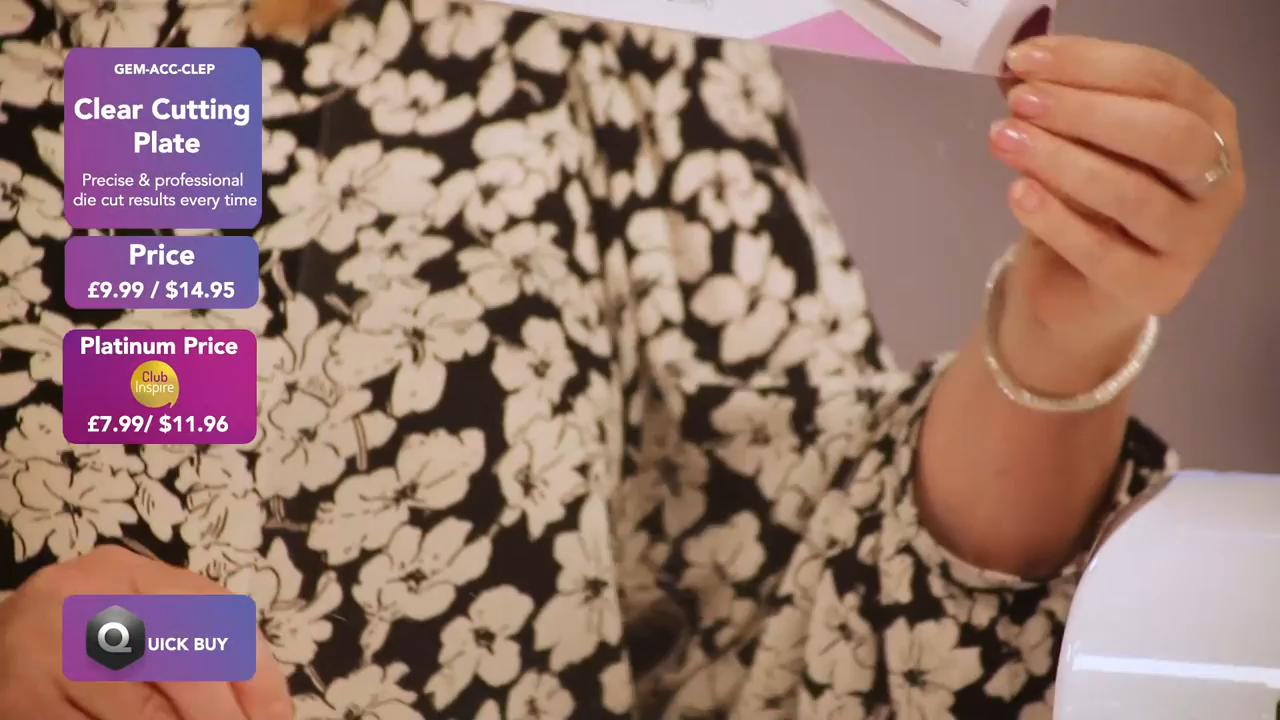 GEM-ACC-CLEP
Clear Cutting
Plate
Precise & professional
die cut results every time
Price
£9.99 / $14.95
Platinum Price
Club
Inspire
£7.99/ $11.96
QUICK BUY